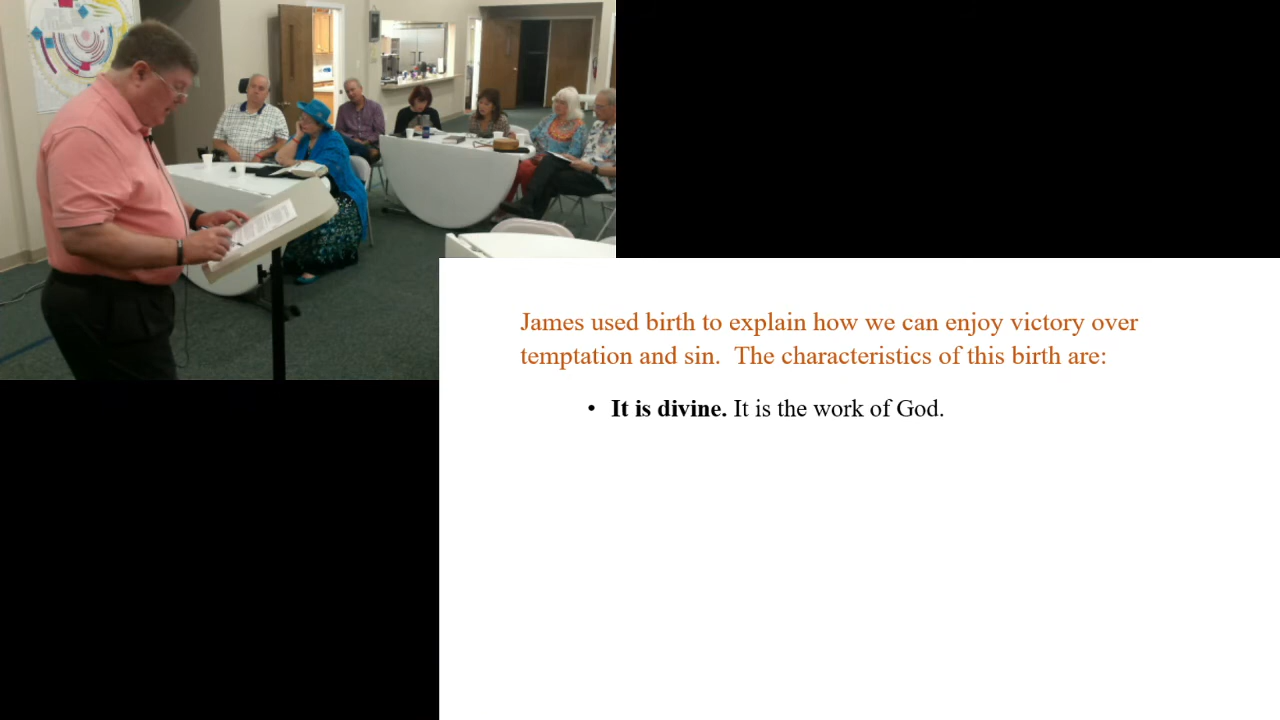 James used birth to explain how we can enjoy victory over
temptation and sin.  The characteristics of this birth are:
• It is divine. It is the work of God.